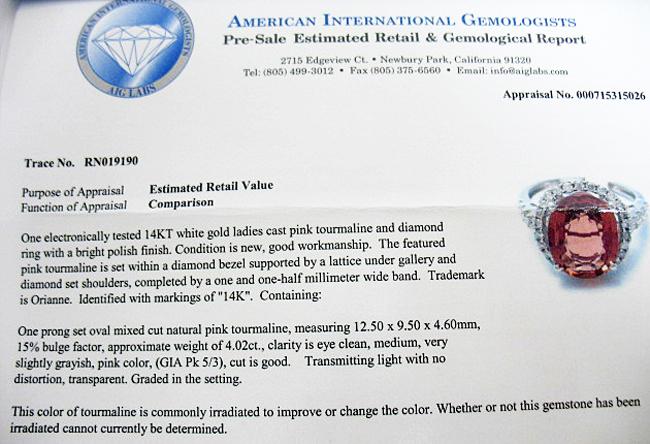 AMERICAN INTERNATIONAL GEMOLOGISTS
AIG LABS
AMERICAN INTERNATIONAL GEMOLOGISTS
Pre-Sale Estimated Retail & Gemological Report
2715 Edgeview Ct. • Newbury Park, California 91320
Tel: (805) 499-3012 • Fax (805) 375-6560 • Email: info@aiglabs.com
Appraisal No. 000715315026
Trace No. RN019190
Purpose of Appraisal Estimated Retail Value
Function of Appraisal Comparison
One electronically tested 14KT white gold ladies cast pink tourmaline and diamond
ring with a bright polish finish. Condition is new, good workmanship. The featured
pink tourmaline is set within a diamond bezel supported by a lattice under gallery and
diamond set shoulders, completed by a one and one-half millimeter wide band. Trademark
is Orianne. Identified with markings of "14K". Containing:
One prong set oval mixed cut natural pink tourmaline, measuring 12.50 x 9.50 x 4.60mm,
15% bulge factor, approximate weight of 4.02ct., clarity is eye clean, medium, very
slightly grayish, pink color, (GIA Pk 5/3), cut is good. Transmitting light with no
distortion, transparent. Graded in the setting.
This color of tourmaline is commonly irradiated to improve or change the color. Whether or not this gemstone has been
irradiated cannot currently be determined.